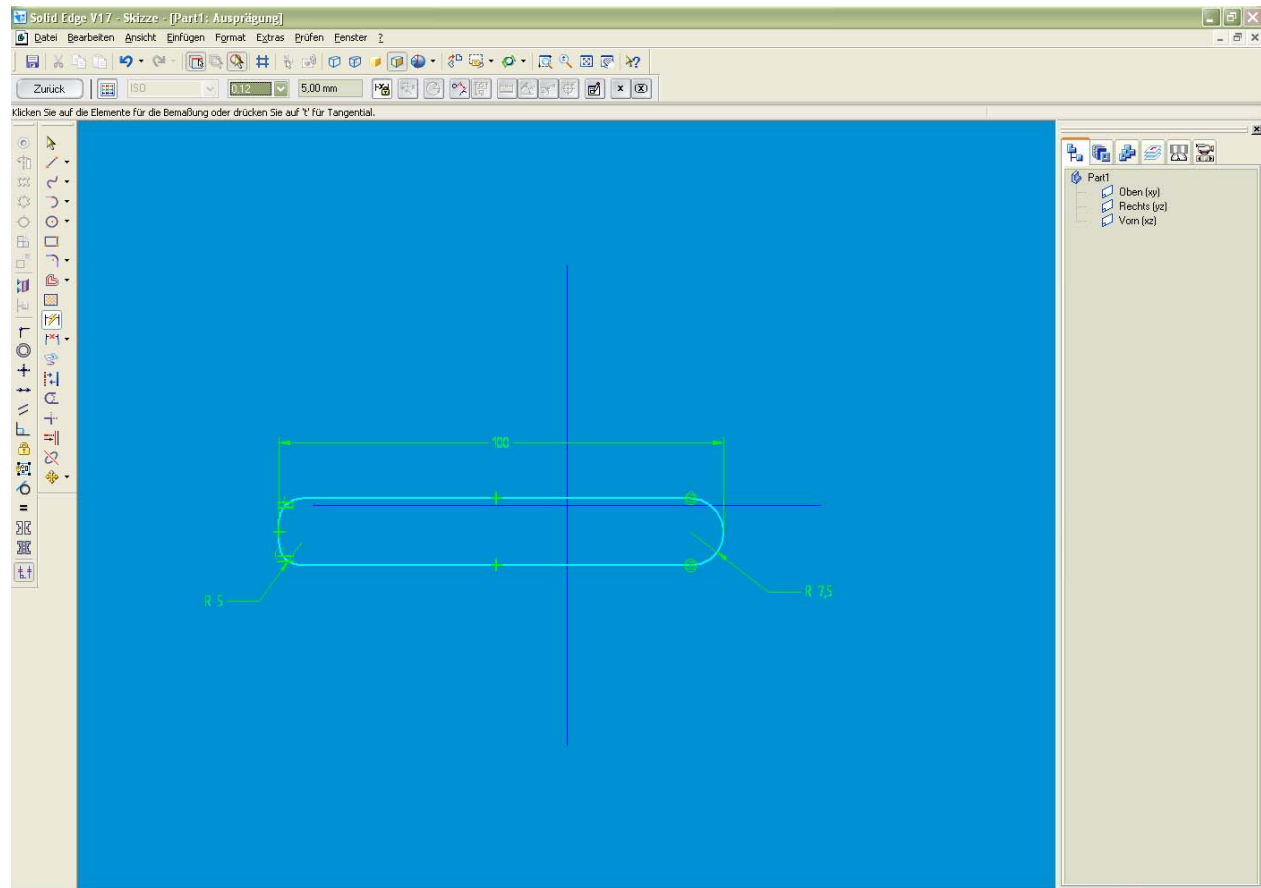 Solid Edge V17 - Skizze - [Part1: Ausprägung]
Datei Bearbeiten Ansicht Einfügen Format Extras Prüfen Fenster ?
Zurück ISO 0,12 5,00 mm
Klicken Sie auf die Elemente für die Bemaßung oder drücken Sie auf 't' für Tangential.
Part1
Oben (xy)
Rechts (yz)
Vorn (xz)
100
R 7,5
R 5